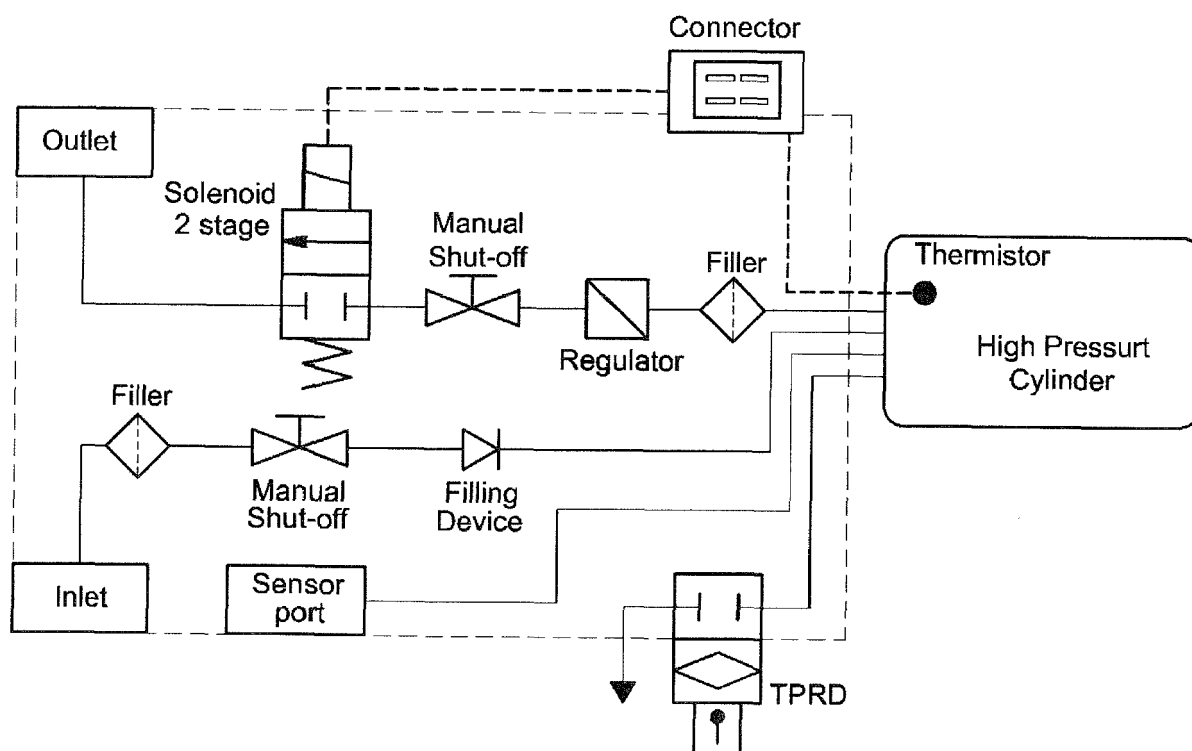 Connector
Outlet
Solenoid
2 stage
Manual
Shut-off
Filler
Thermistor
Regulator
High Pressurt
Cylinder
Filler
Manual
Shut-off
Filling
Device
Inlet
Sensor
port
TPRD